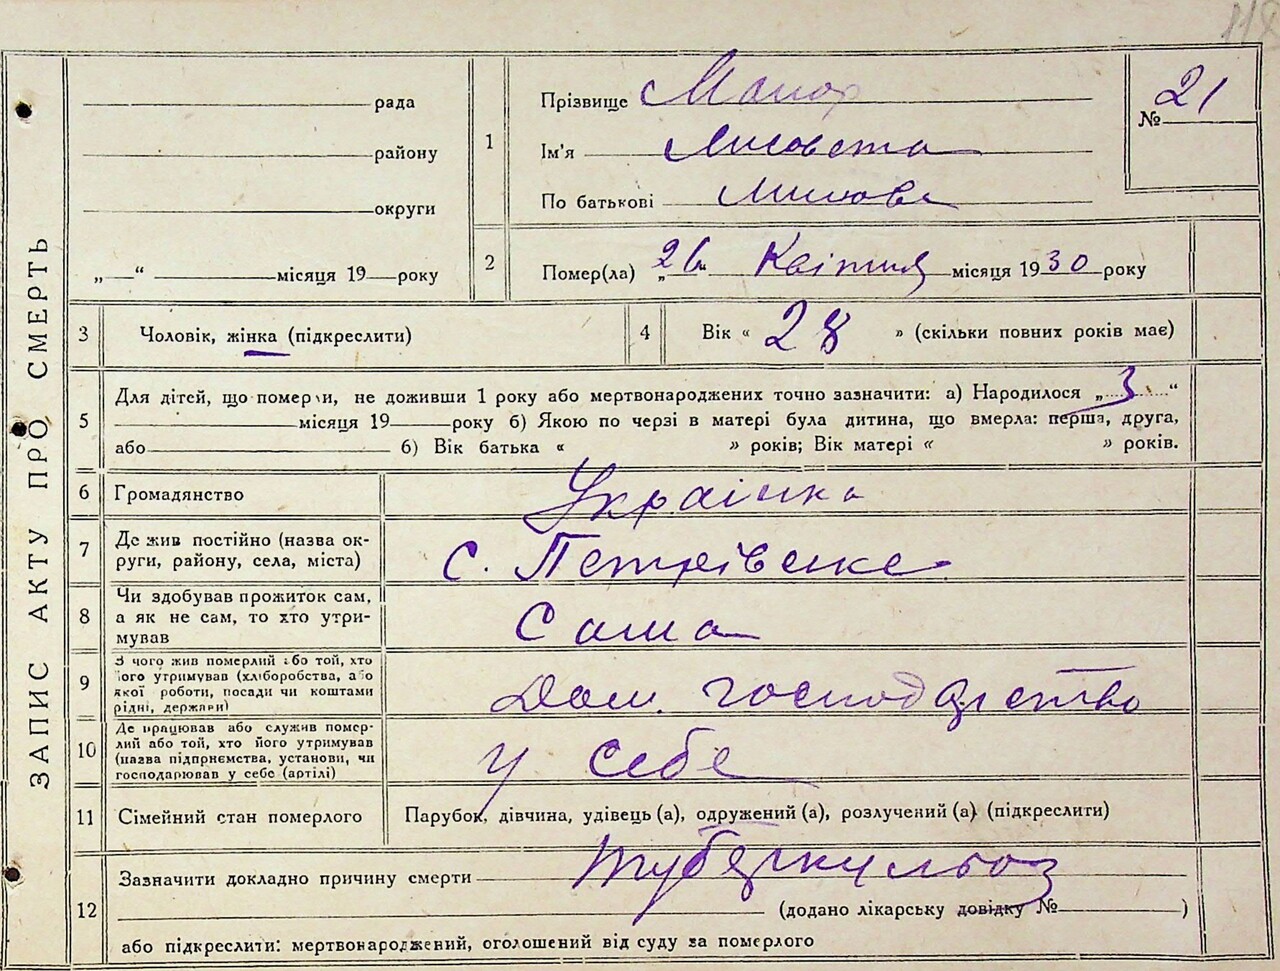 118
ЗАПИС АКТУ ПРО СМЕРТЬ
рада
району
округи
„ “ місяця 19 року
1
Прізвище
Ім'я Лисовета
По батькові
№ 21
2
Помер(ла) „26“ Квітня місяця 1930 року
3
Чоловік, жінка (підкреслити)
4
Вік « 28 » (скільки повних років має)
5
Для дітей, що померли, не доживши 1 року або мертвонароджених точно зазначити: а) Народилося „ 3 “
місяця 19 року б) Якою по черзі в матері була дитина, що вмерла: перша, друга,
або б) Вік батька « » років; Вік матері « » років.
6
Громадянство Украінка
7
Де жив постійно (назва ок-
руги, району, села, міста)
с. Петрівське
8
Чи здобував прожиток сам,
а як не сам, то хто утри-
мував
Сама
9
З чого жив померлий або той, хто
його утримував (хліборобства, або
якої роботи, посади чи коштами
рідні, держави)
Дом. господарство
10
Де працював або служив помер-
лий або той, хто його утримував
(назва підприємства, установи, чи
господарював у себе (артілі)
у себе
11
Сімейний стан померлого
Парубок, дівчина, удівець (а), одружений (а), розлучений (а) (підкреслити)
12
Зазначити докладно причину смерти туберкульоз
(додано лікарську довідку № )
або підкреслити: мертвонароджений, оголошений від суду за померлого